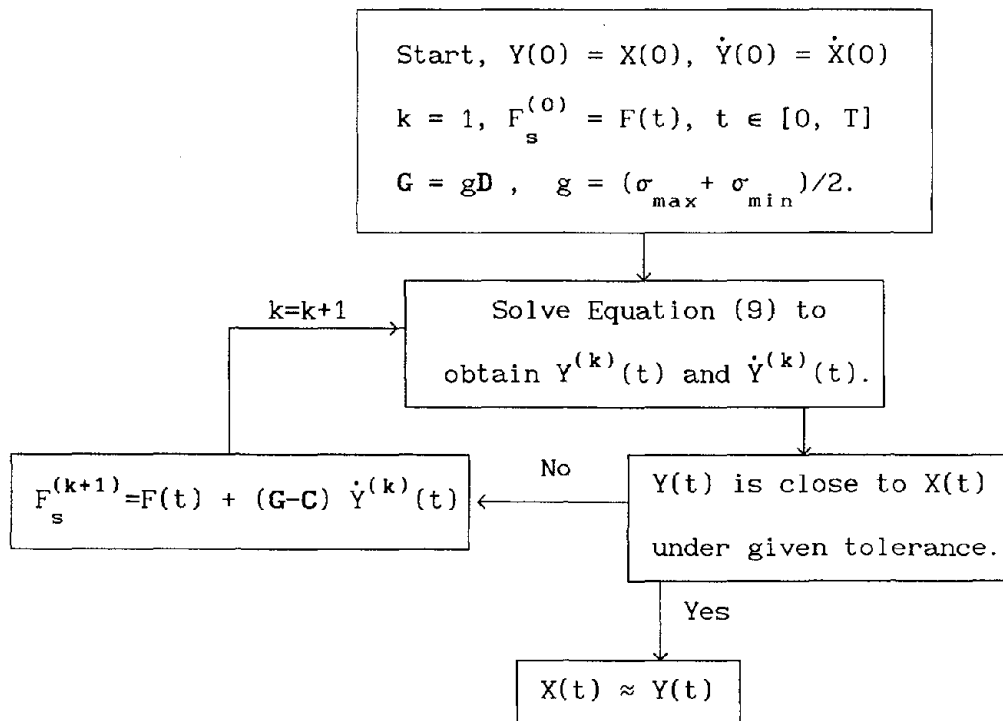 Start, Y(0) = X(0), Ẏ(0) = Ẋ(0)
k = 1, F_s^(0) = F(t), t ∈ [0, T]
G = gD , g = (σ_max + σ_min)/2.
k=k+1
Solve Equation (9) to
obtain Y^(k)(t) and Ẏ^(k)(t).
No
F_s^(k+1)=F(t) + (G-C) Ẏ^(k)(t)
Y(t) is close to X(t)
under given tolerance.
Yes
X(t) ≈ Y(t)